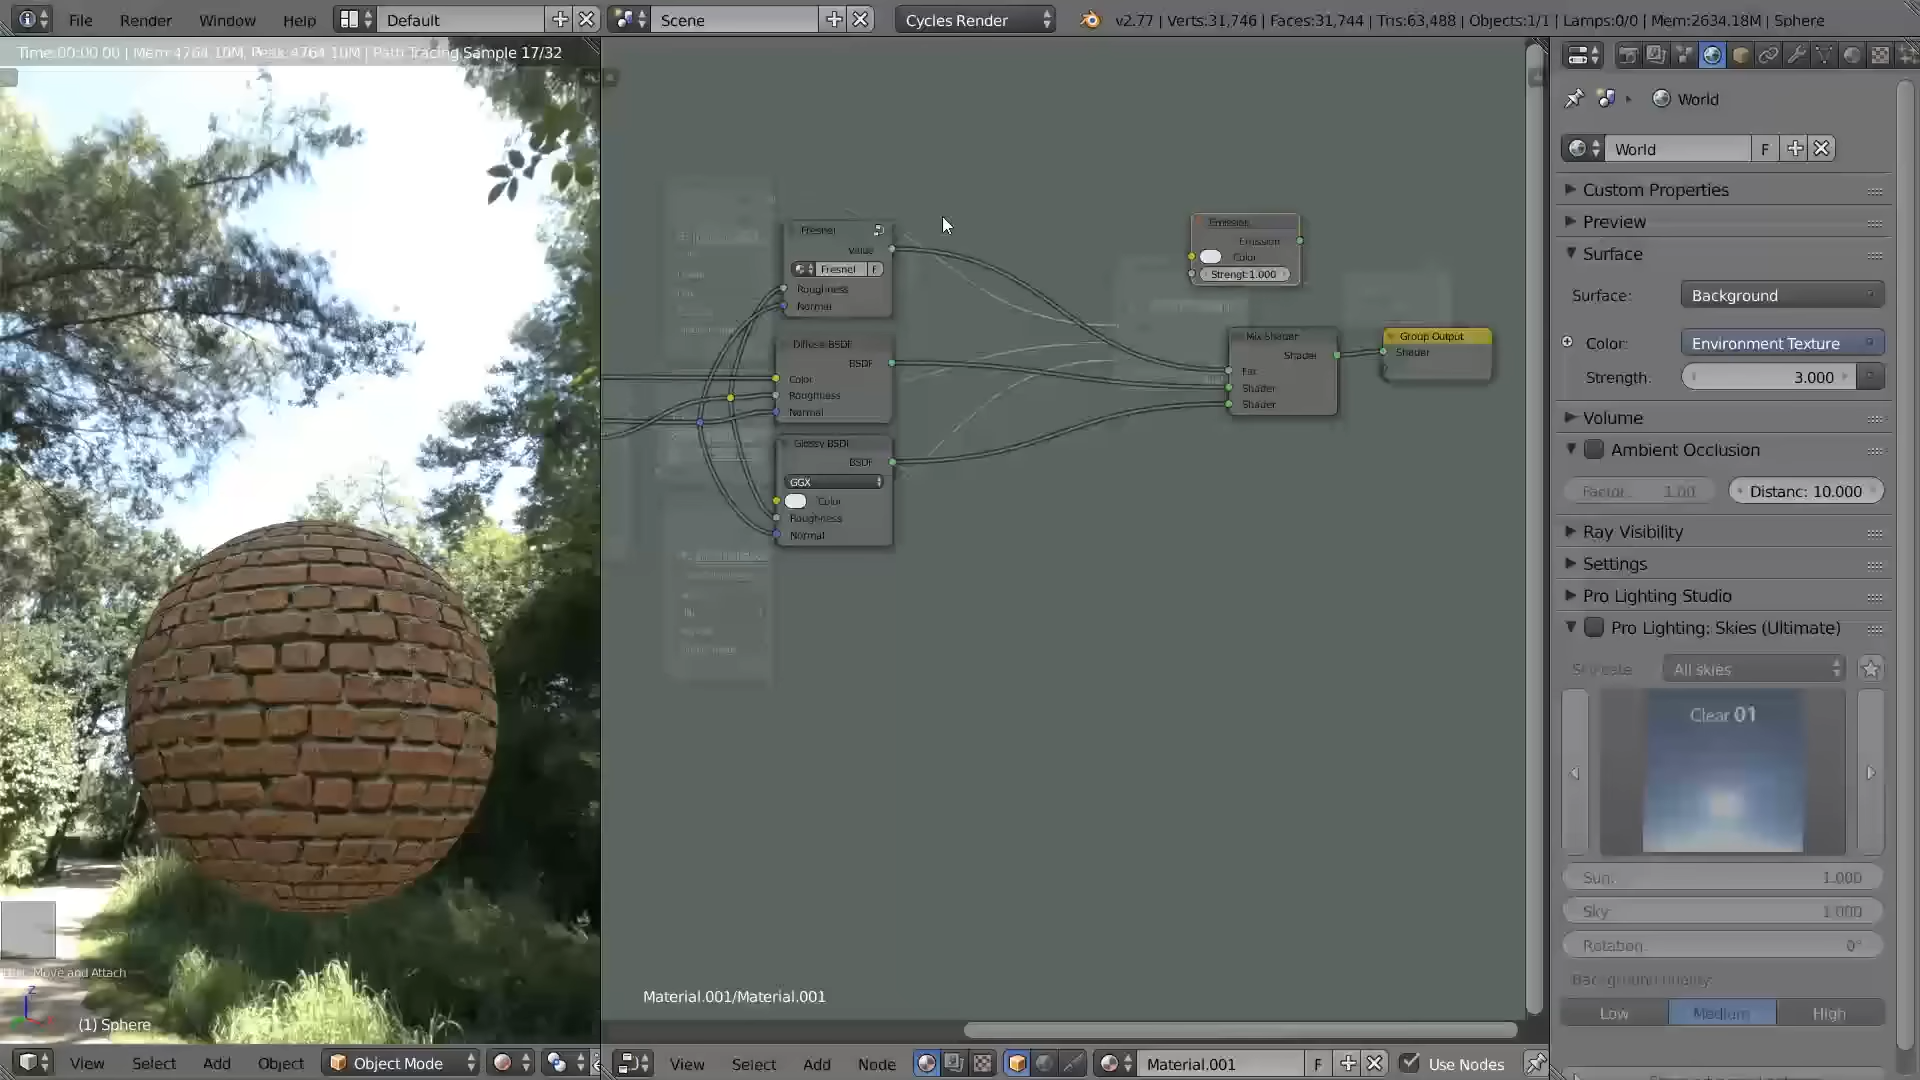 File Render Window Help Default Scene Cycles Render v2.77 | Verts:31,746 | Faces:31,744 | Tris:63,488 | Objects:1/1 | Lamps:0/0 | Mem:2634.18M | Sphere
Time:00:00.00 | Mem:4764.10M, Peak:4764.10M | Path Tracing Sample 17/32
Fresnel
Value
Fresnel F
Roughness
Normal
Diffuse BSDF
BSDF
Color
Roughness
Normal
Glossy BSDF
BSDF
GGX
Color
Roughness
Normal
Emission
Emission
Color
Strengt:1.000
Mix Shader
Shader
Fac
Shader
Shader
Group Output
Shader
Material.001/Material.001
World
World F
Custom Properties
Preview
Surface
Surface: Background
Color: Environment Texture
Strength: 3.000
Volume
Ambient Occlusion
Factor: 1.00 Distanc: 10.000
Ray Visibility
Settings
Pro Lighting Studio
Pro Lighting: Skies (Ultimate)
All skies
Clear 01
Sun: 1.000
Sky: 1.000
Rotation: 0°
Background quality:
Low Medium High
Move and Attach
(1) Sphere
View Select Add Object Object Mode
View Select Add Node Material.001 F Use Nodes